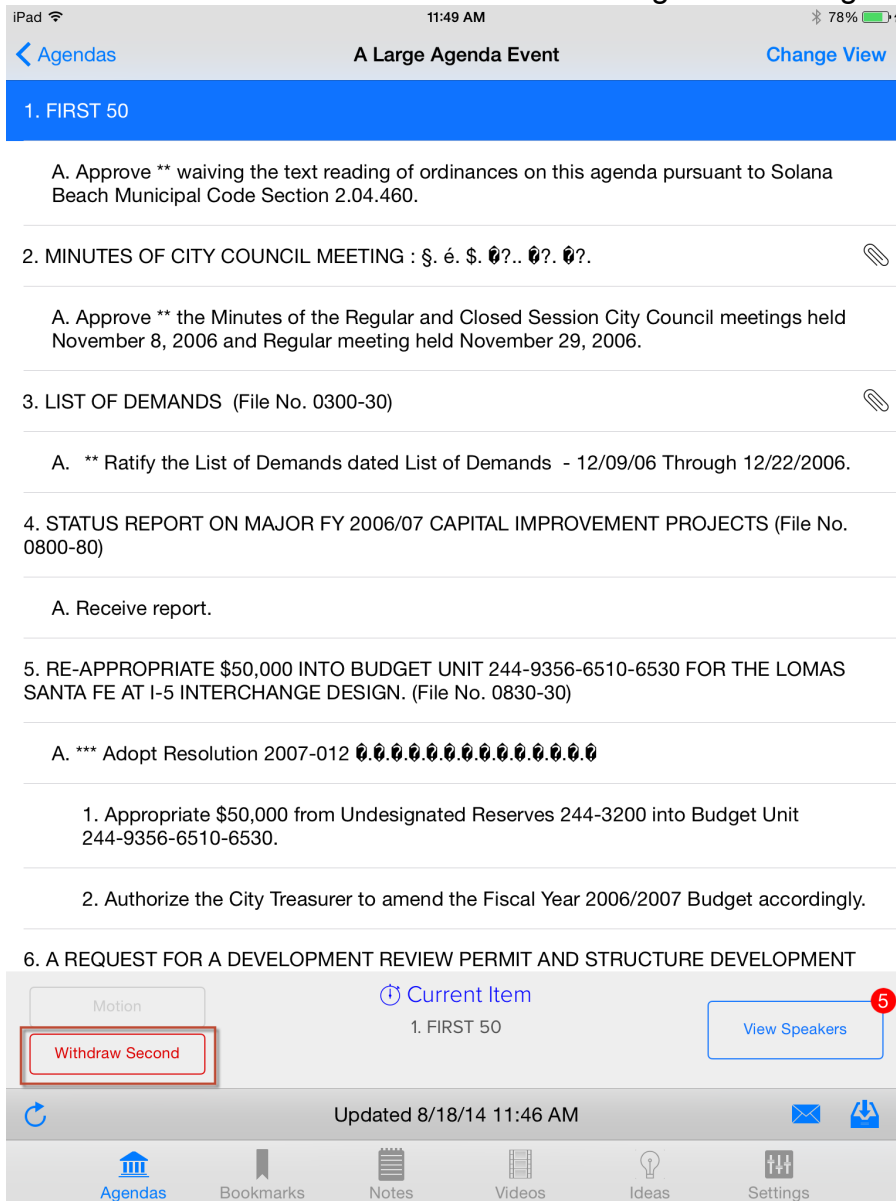 iPad 11:49 AM 78%
Agendas A Large Agenda Event Change View
1. FIRST 50
A. Approve ** waiving the text reading of ordinances on this agenda pursuant to Solana
Beach Municipal Code Section 2.04.460.
2. MINUTES OF CITY COUNCIL MEETING : §. é. $. �?.. �?. �?.
A. Approve ** the Minutes of the Regular and Closed Session City Council meetings held
November 8, 2006 and Regular meeting held November 29, 2006.
3. LIST OF DEMANDS (File No. 0300-30)
A. ** Ratify the List of Demands dated List of Demands - 12/09/06 Through 12/22/2006.
4. STATUS REPORT ON MAJOR FY 2006/07 CAPITAL IMPROVEMENT PROJECTS (File No.
0800-80)
A. Receive report.
5. RE-APPROPRIATE $50,000 INTO BUDGET UNIT 244-9356-6510-6530 FOR THE LOMAS
SANTA FE AT I-5 INTERCHANGE DESIGN. (File No. 0830-30)
A. *** Adopt Resolution 2007-012 �.�.�.�.�.�.�.�.�.�.�.�.�.�
1. Appropriate $50,000 from Undesignated Reserves 244-3200 into Budget Unit
244-9356-6510-6530.
2. Authorize the City Treasurer to amend the Fiscal Year 2006/2007 Budget accordingly.
6. A REQUEST FOR A DEVELOPMENT REVIEW PERMIT AND STRUCTURE DEVELOPMENT
Motion
Withdraw Second
Current Item
1. FIRST 50
5
View Speakers
Updated 8/18/14 11:46 AM
Agendas Bookmarks Notes Videos Ideas Settings